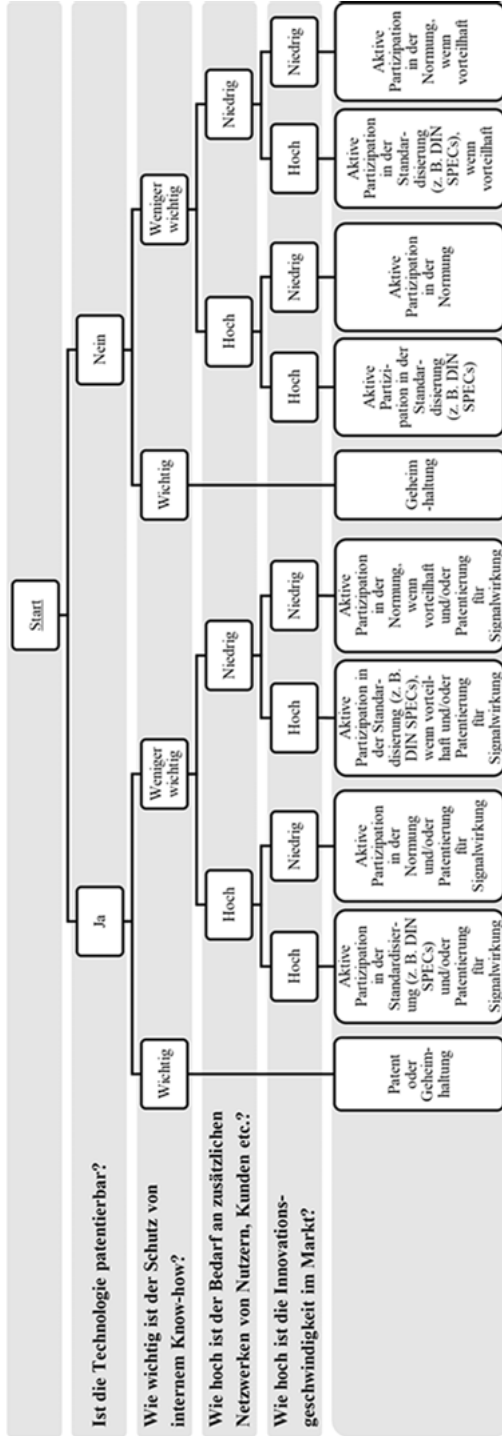 Start
Ist die Technologie patentierbar?
Ja
Nein
Wie wichtig ist der Schutz von
internem Know-how?
Wichtig
Weniger
wichtig
Wichtig
Weniger
wichtig
Wie hoch ist der Bedarf an zusätzlichen
Netzwerken von Nutzern, Kunden etc.?
Hoch
Niedrig
Hoch
Niedrig
Wie hoch ist die Innovations-
geschwindigkeit im Markt?
Hoch
Niedrig
Hoch
Niedrig
Hoch
Niedrig
Hoch
Niedrig
Patent
oder
Geheim-
haltung
Aktive
Partizipation
in der
Standardisier-
ung (z. B. DIN
SPECs)
und/oder
Patentierung
für
Signalwirkung
Aktive
Partizipation
in der
Normung
und/oder
Patentierung
für
Signalwirkung
Aktive
Partizipation in
der Standar-
disierung (z. B.
DIN SPECs),
wenn vorteil-
haft und/oder
Patentierung
für
Signalwirkung
Aktive
Partizipation
in der
Normung,
wenn
vorteilhaft
und/oder
Patentierung
für
Signalwirkung
Geheim
-haltung
Aktive
Partizi-
pation in der
Standar-
disierung
(z. B. DIN
SPECs)
Aktive
Partizipation
in der
Normung
Aktive
Partizipation
in der
Standar-
disierung
(z. B. DIN
SPECs),
wenn
vorteilhaft
Aktive
Partizipation
in der
Normung,
wenn
vorteilhaft